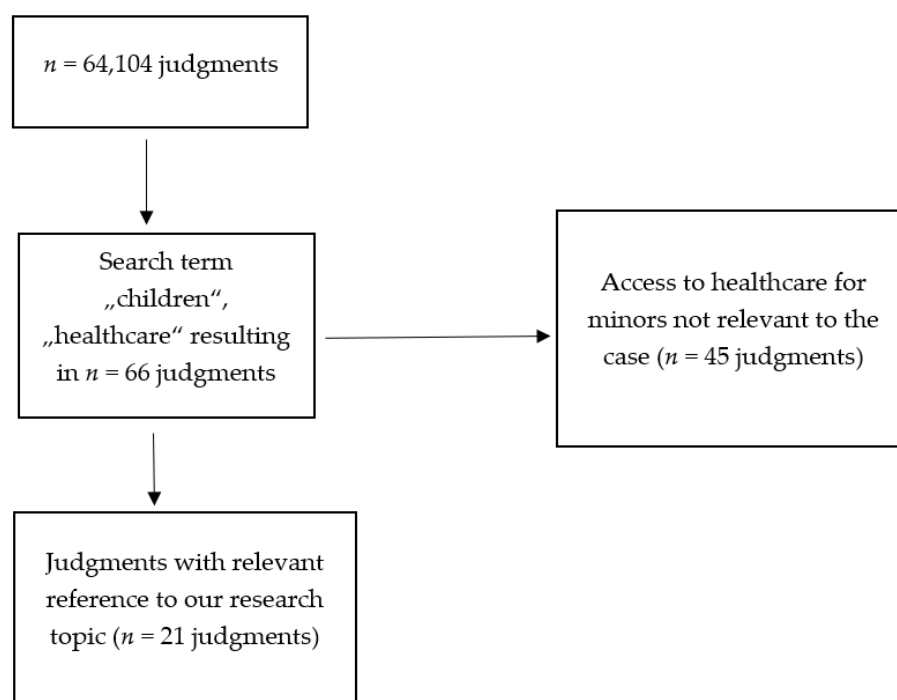 n = 64,104 judgments
Search term
„children“,
„healthcare“ resulting
in n = 66 judgments
Access to healthcare for
minors not relevant to the
case (n = 45 judgments)
Judgments with relevant
reference to our research
topic (n = 21 judgments)